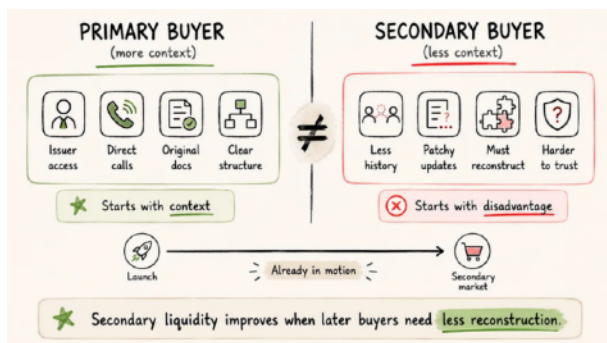 PRIMARY BUYER
(more context)
Issuer
access
Direct
calls
Original
docs
Clear
structure
Starts with context
≠
SECONDARY BUYER
(less context)
Less
history
Patchy
updates
?
Must
reconstruct
?
Harder
to trust
Starts with disadvantage
Launch
Already in motion
Secondary
market
Secondary liquidity improves when later buyers need less reconstruction.